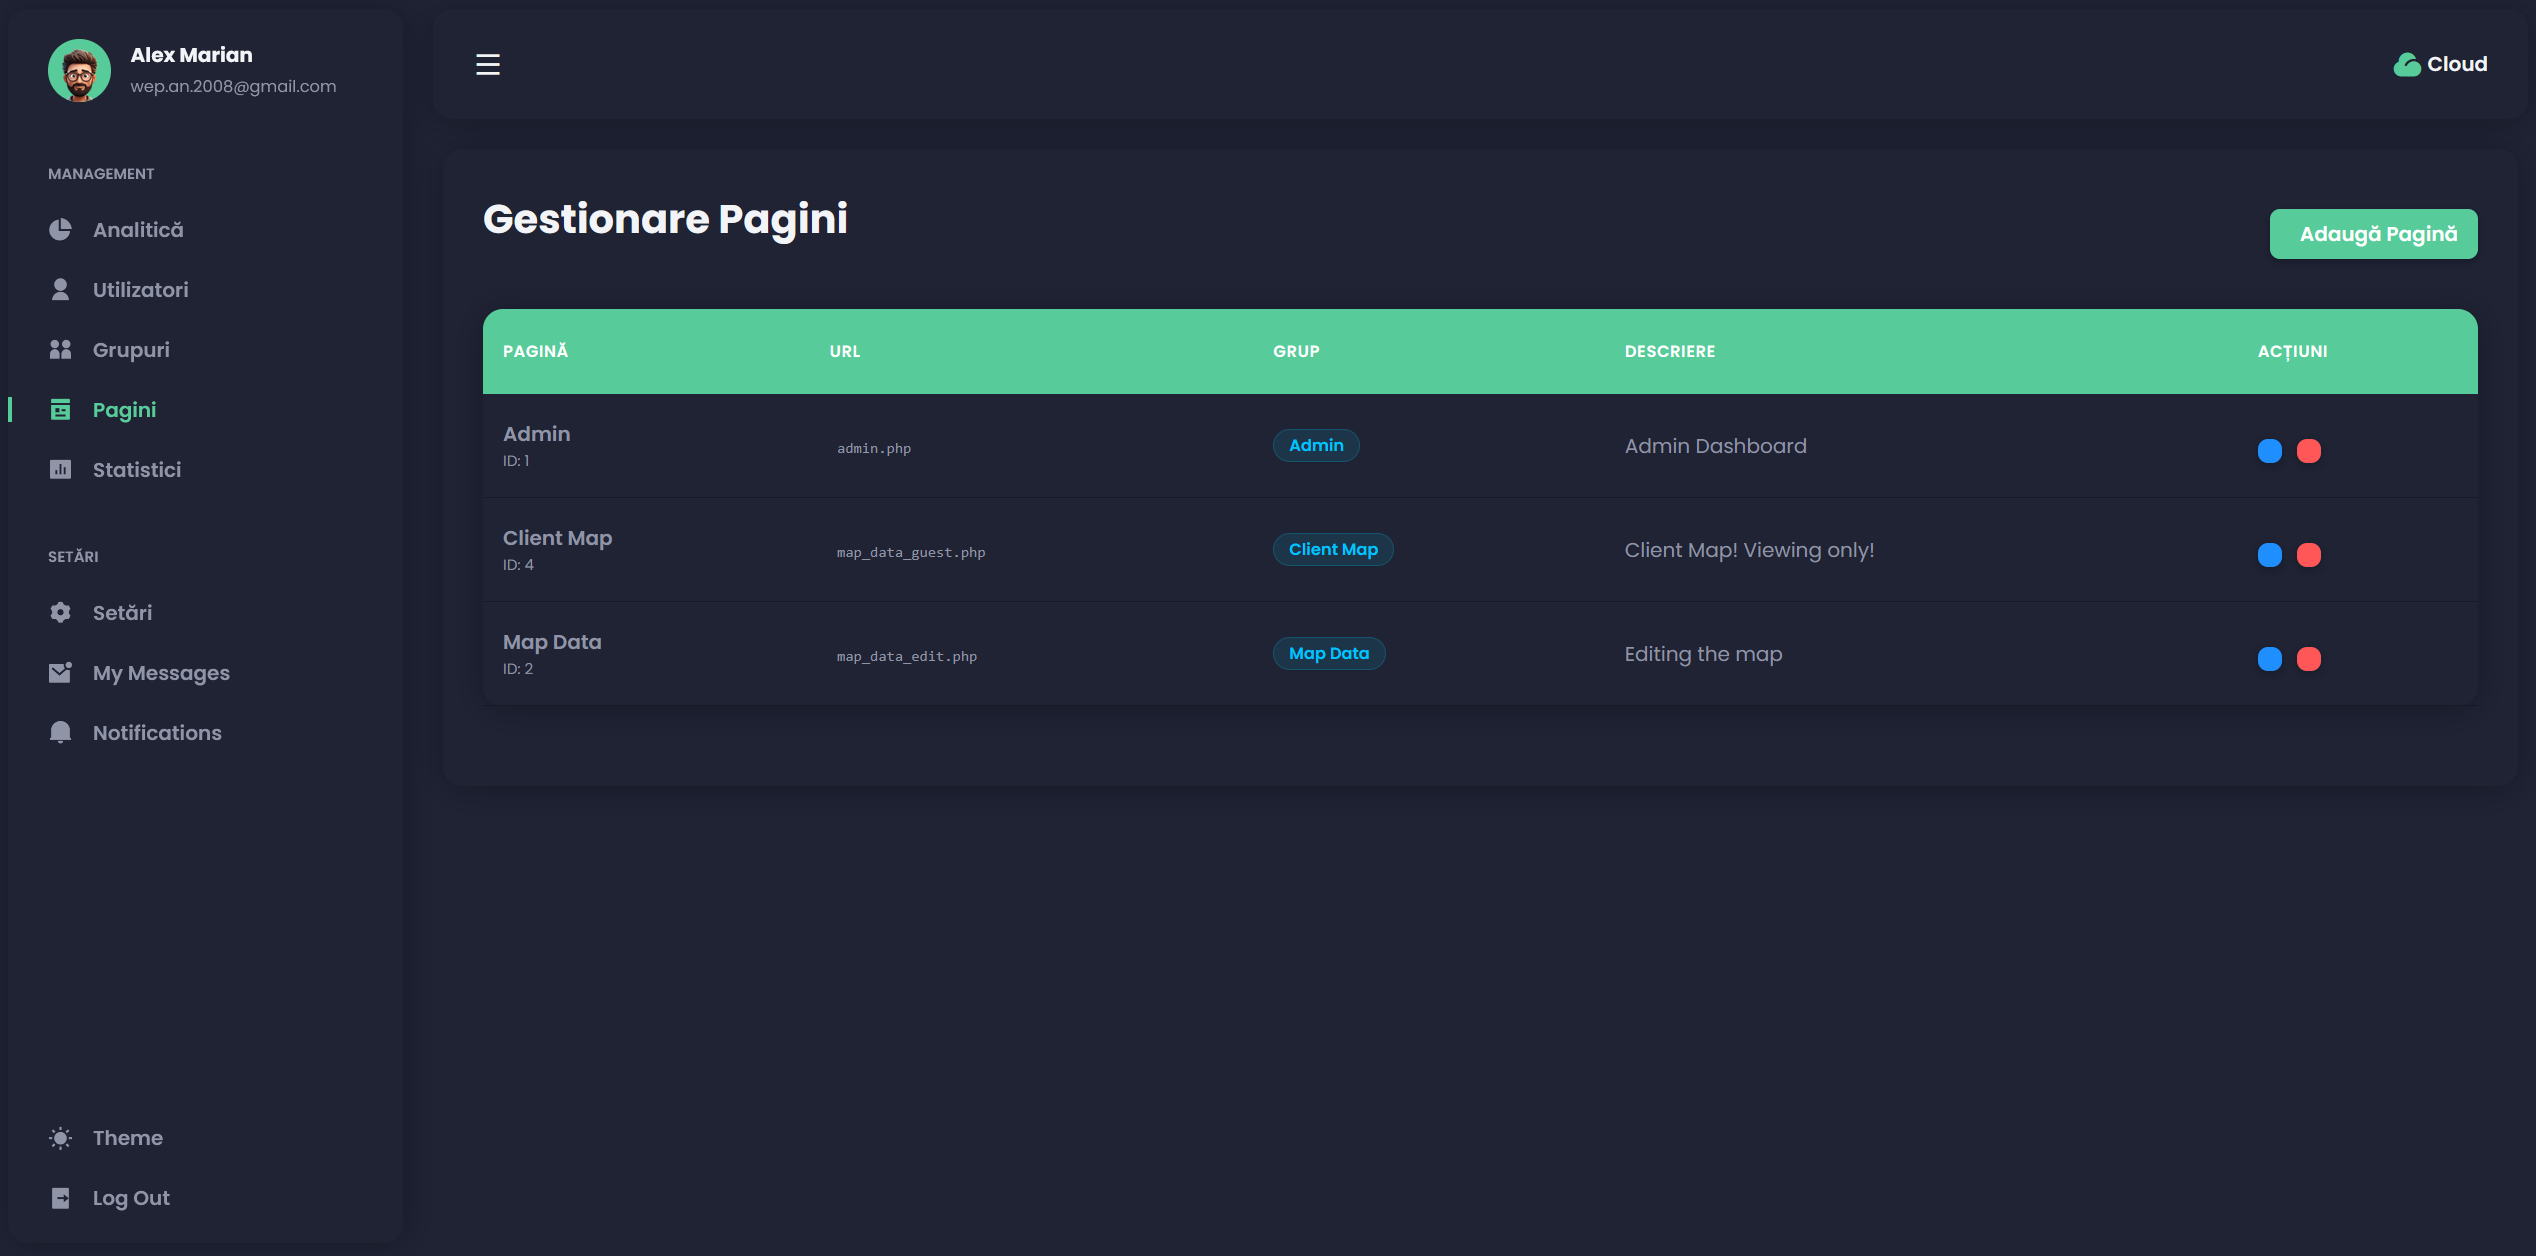 Alex Marian
wep.an.2008@gmail.com
MANAGEMENT
Analitică
Utilizatori
Grupuri
Pagini
Statistici
SETĂRI
Setări
My Messages
Notifications
Theme
Log Out
Cloud
Gestionare Pagini
Adaugă Pagină
PAGINĂ URL GRUP DESCRIERE ACȚIUNI
Admin admin.php Admin Admin Dashboard
ID: 1
Client Map map_data_guest.php Client Map Client Map! Viewing only!
ID: 4
Map Data map_data_edit.php Map Data Editing the map
ID: 2